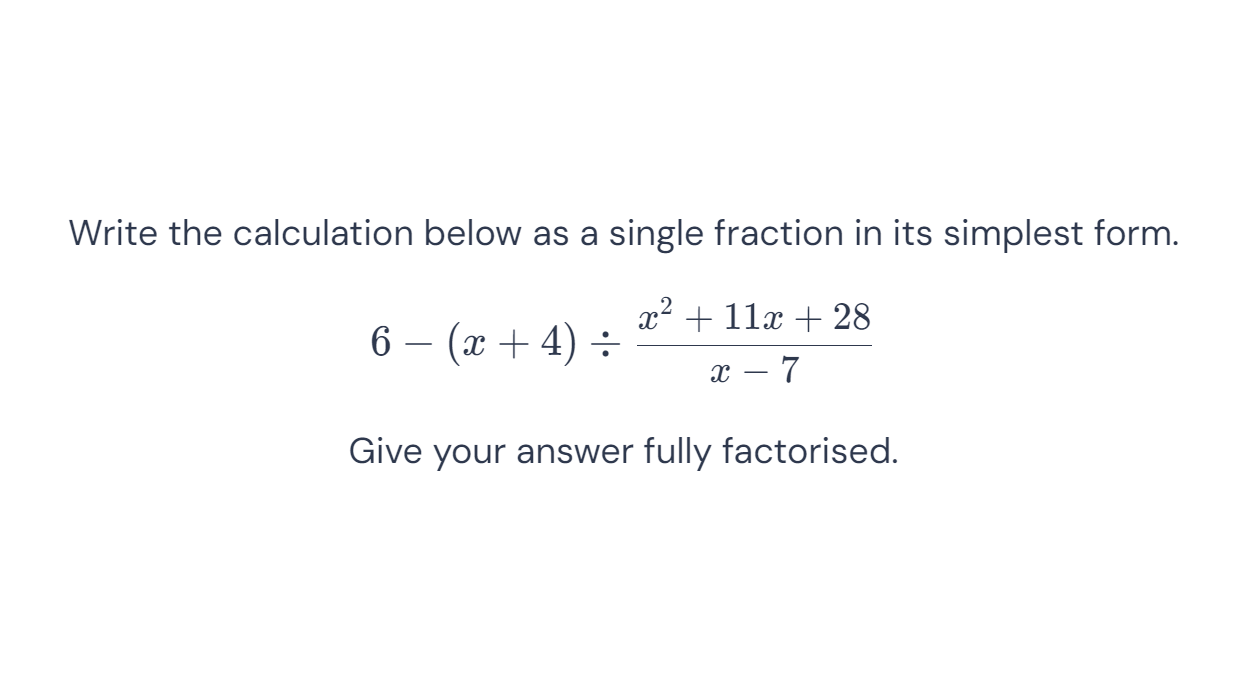 Write the calculation below as a single fraction in its simplest form.
6 − (x + 4) ÷ \frac{x^2 + 11x + 28}{x − 7}
Give your answer fully factorised.